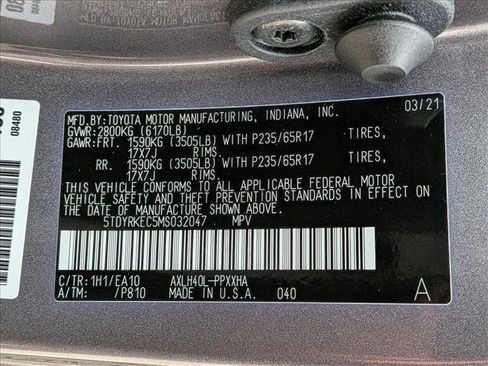 MFD.BY:TOYOTA MOTOR MANUFACTURING, INDIANA, INC. 03/21
GVWR: 2800KG (6170LB)
GAWR:FRT. 1590KG (3505LB) WITH P235/65R17 TIRES,
17X7J RIMS.
RR. 1590KG (3505LB) WITH P235/65R17 TIRES,
17X7J RIMS.
THIS VEHICLE CONFORMS TO ALL APPLICABLE FEDERAL MOTOR
VEHICLE SAFETY AND THEFT PREVENTION STANDARDS IN EFFECT ON
THE DATE OF MANUFACTURE SHOWN ABOVE.
5TDYRKEC5MS032047 MPV
C/TR: 1H1/EA10 AXLH40L-PPXXHA
A/TM: /P810 MADE IN U.S.A. 040 A
08480